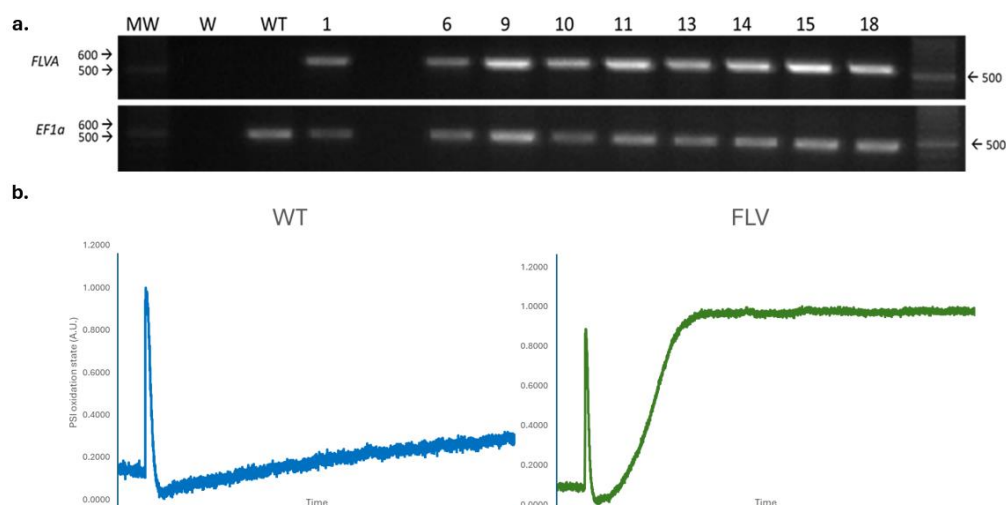 a.
MW W WT 1 6 9 10 11 13 14 15 18
FLVA 600→
500→ ←500
EF1a 600→
500→ ←500
b.
WT FLV
1.2000
1.0000
0.8000
0.6000
0.4000
0.2000
0.0000
PSI oxidation state (A.U.)
Time
1.2000
1.0000
0.8000
0.6000
0.4000
0.2000
0.0000
Time